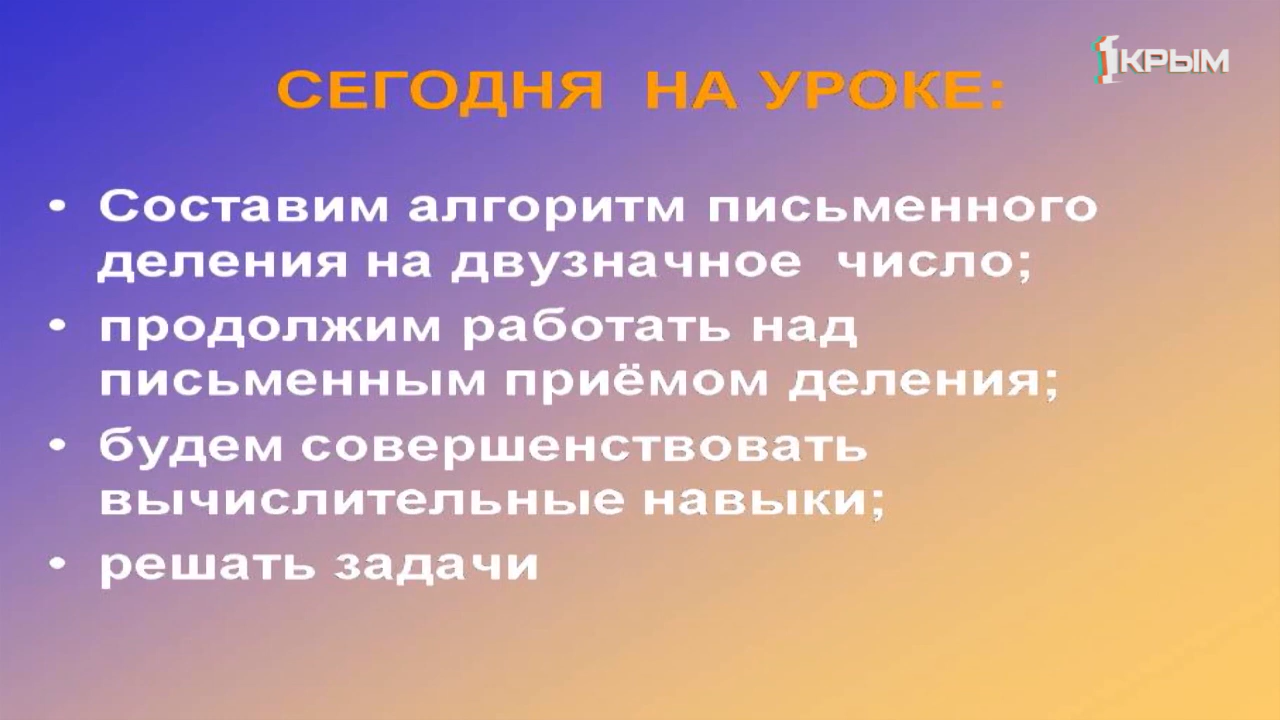 1КРЫМ
СЕГОДНЯ НА УРОКЕ:
• Составим алгоритм письменного
деления на двузначное число;
• продолжим работать над
письменным приёмом деления;
• будем совершенствовать
вычислительные навыки;
• решать задачи